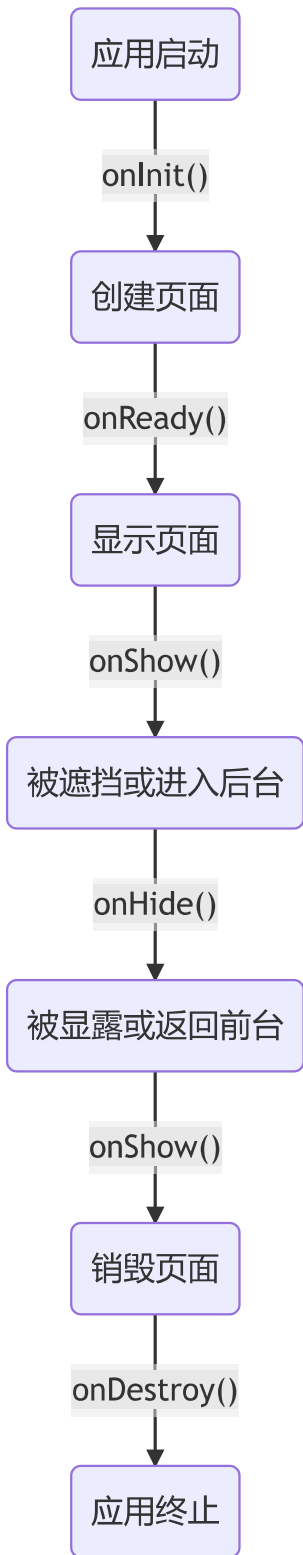 应用启动
onInit()
创建页面
onReady()
显示页面
onShow()
被遮挡或进入后台
onHide()
被显露或返回前台
onShow()
销毁页面
onDestroy()
应用终止